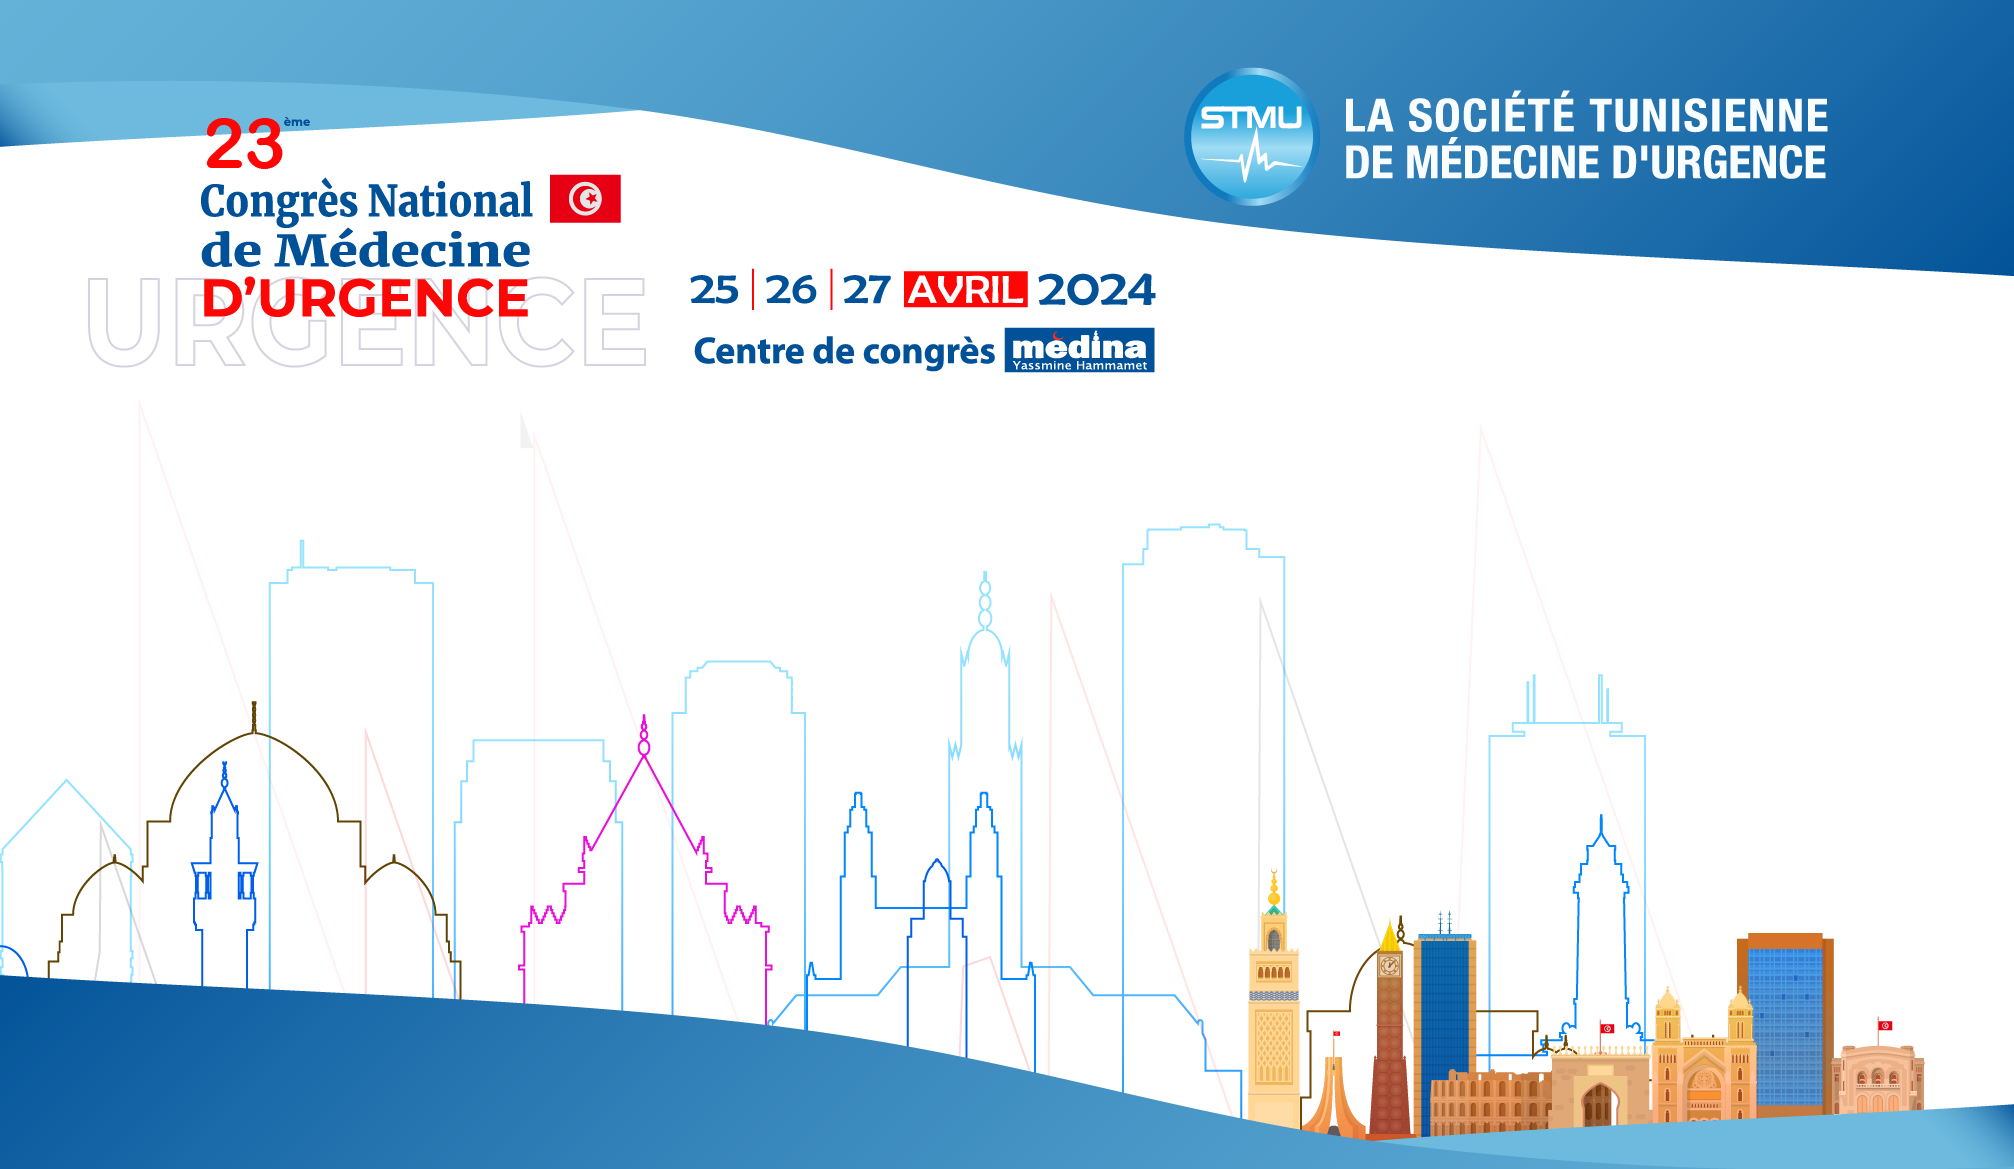 23ème
Congrès National
de Médecine
D'URGENCE
URGENCE
25 | 26 | 27 AVRIL 2024
Centre de congrès medina
Yassmine Hammamet
STMU
LA SOCIÉTÉ TUNISIENNE
DE MÉDECINE D'URGENCE